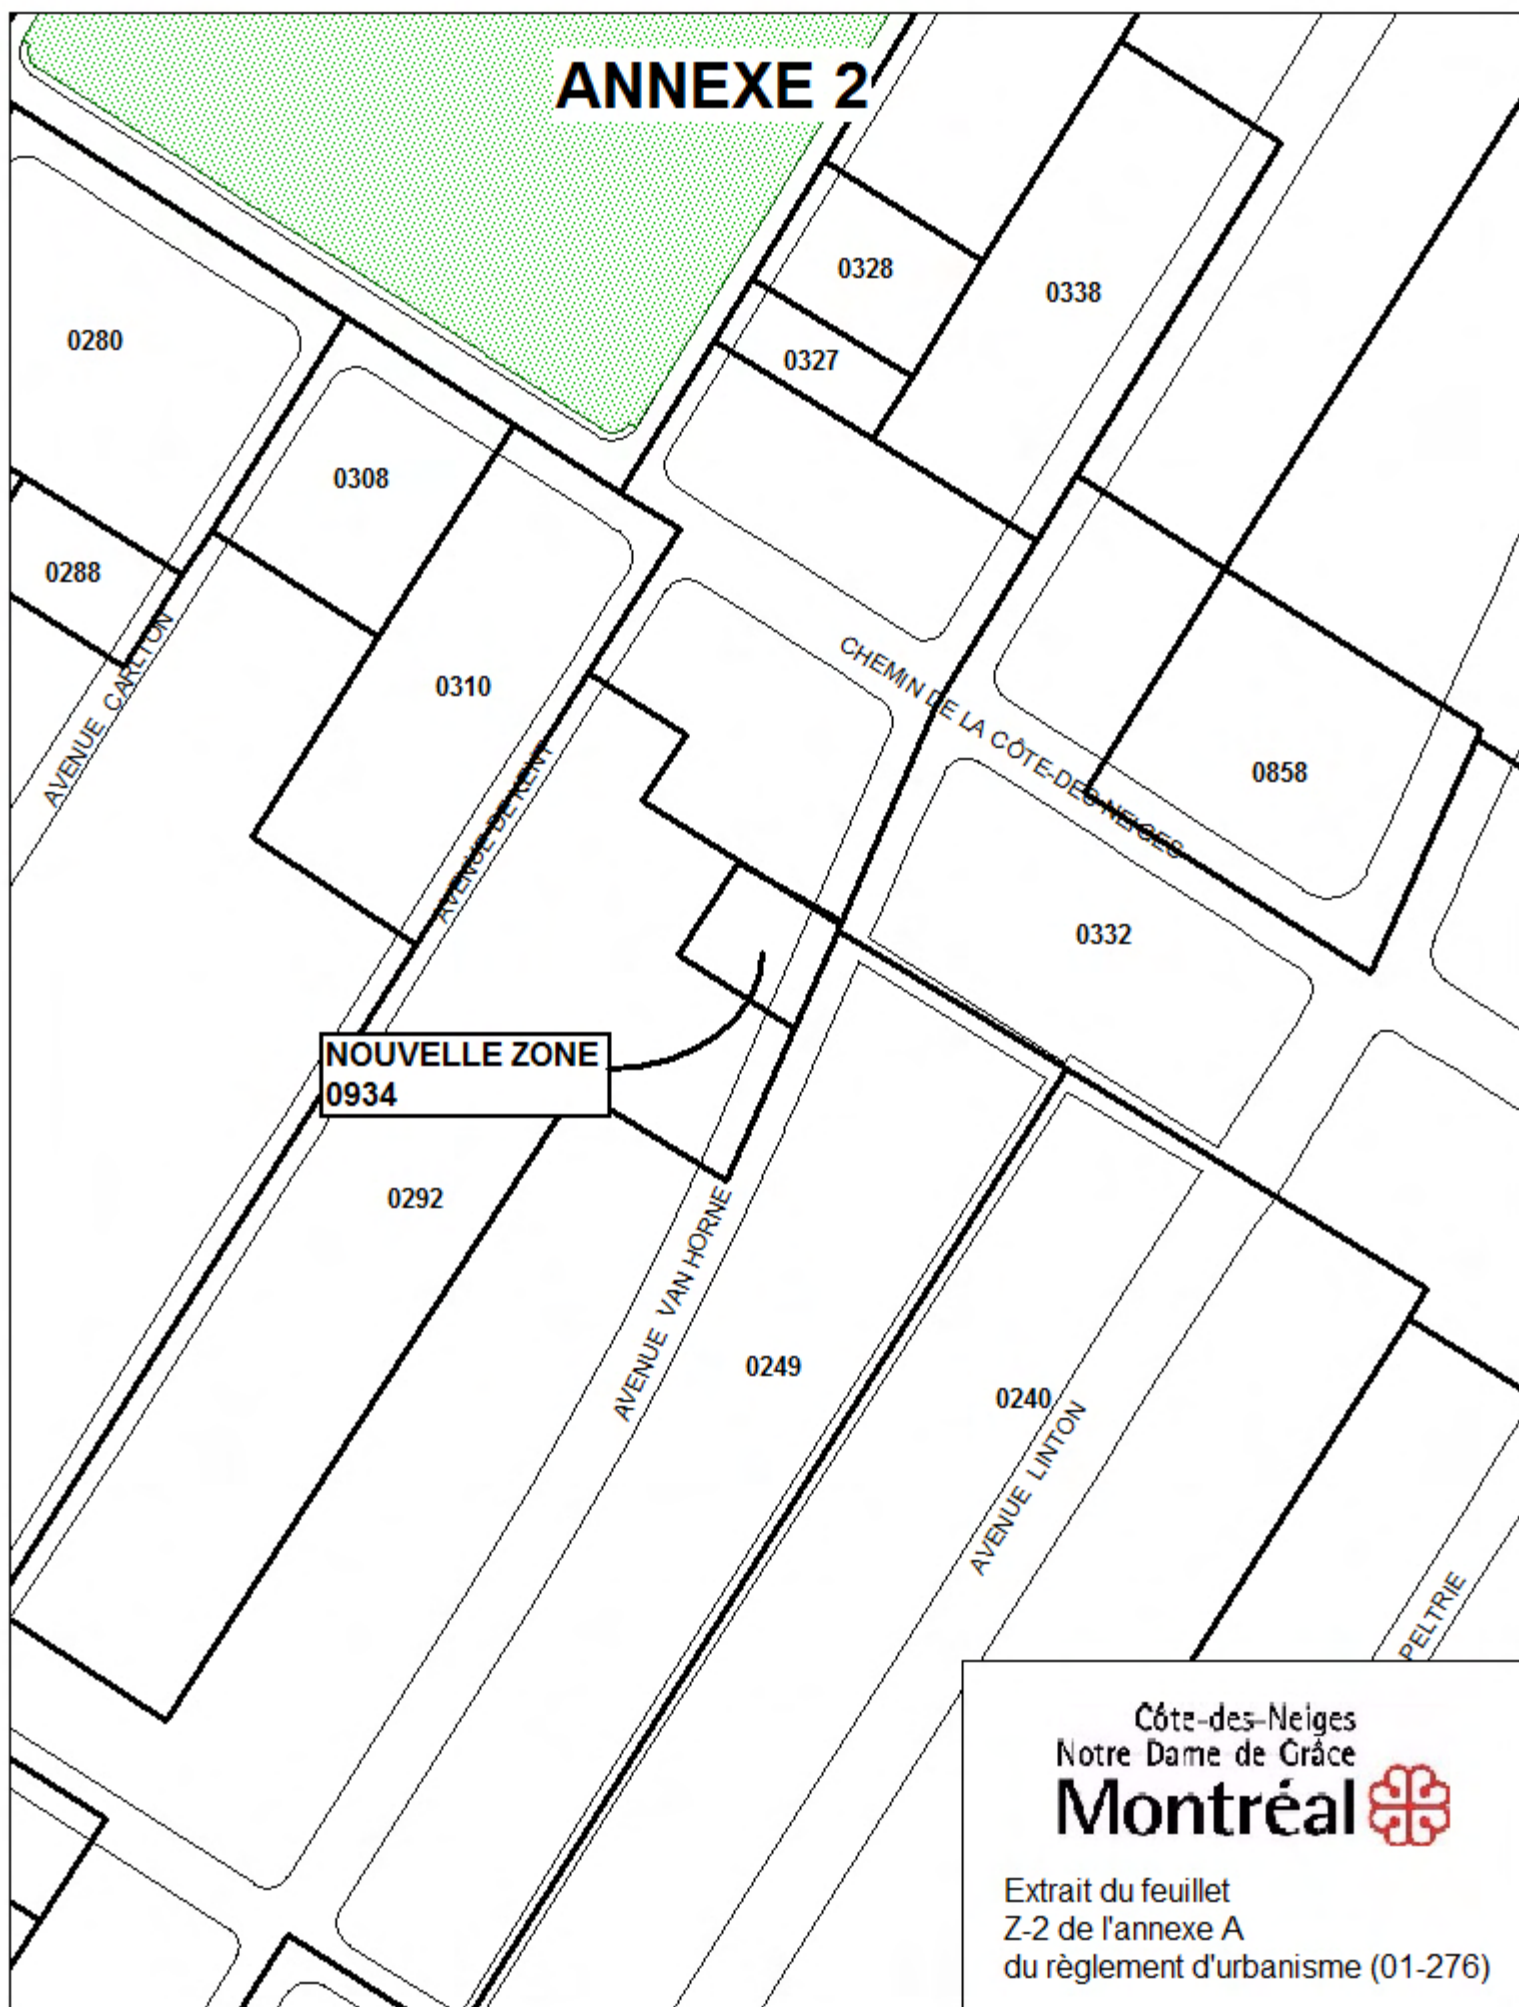 ANNEXE 2
0328
0338
0280
0327
0308
0288
CHEMIN DE LA CÔTE-DES-NEIGES
AVENUE CARLTON
0310
0858
AVENUE DE KENT
0332
NOUVELLE ZONE
0934
0292
AVENUE VAN HORNE
0249
0240
AVENUE LINTON
PELTRIE
Côte-des-Neiges
Notre Dame de Grâce
Montréal
Extrait du feuillet
Z-2 de l'annexe A
du règlement d'urbanisme (01-276)